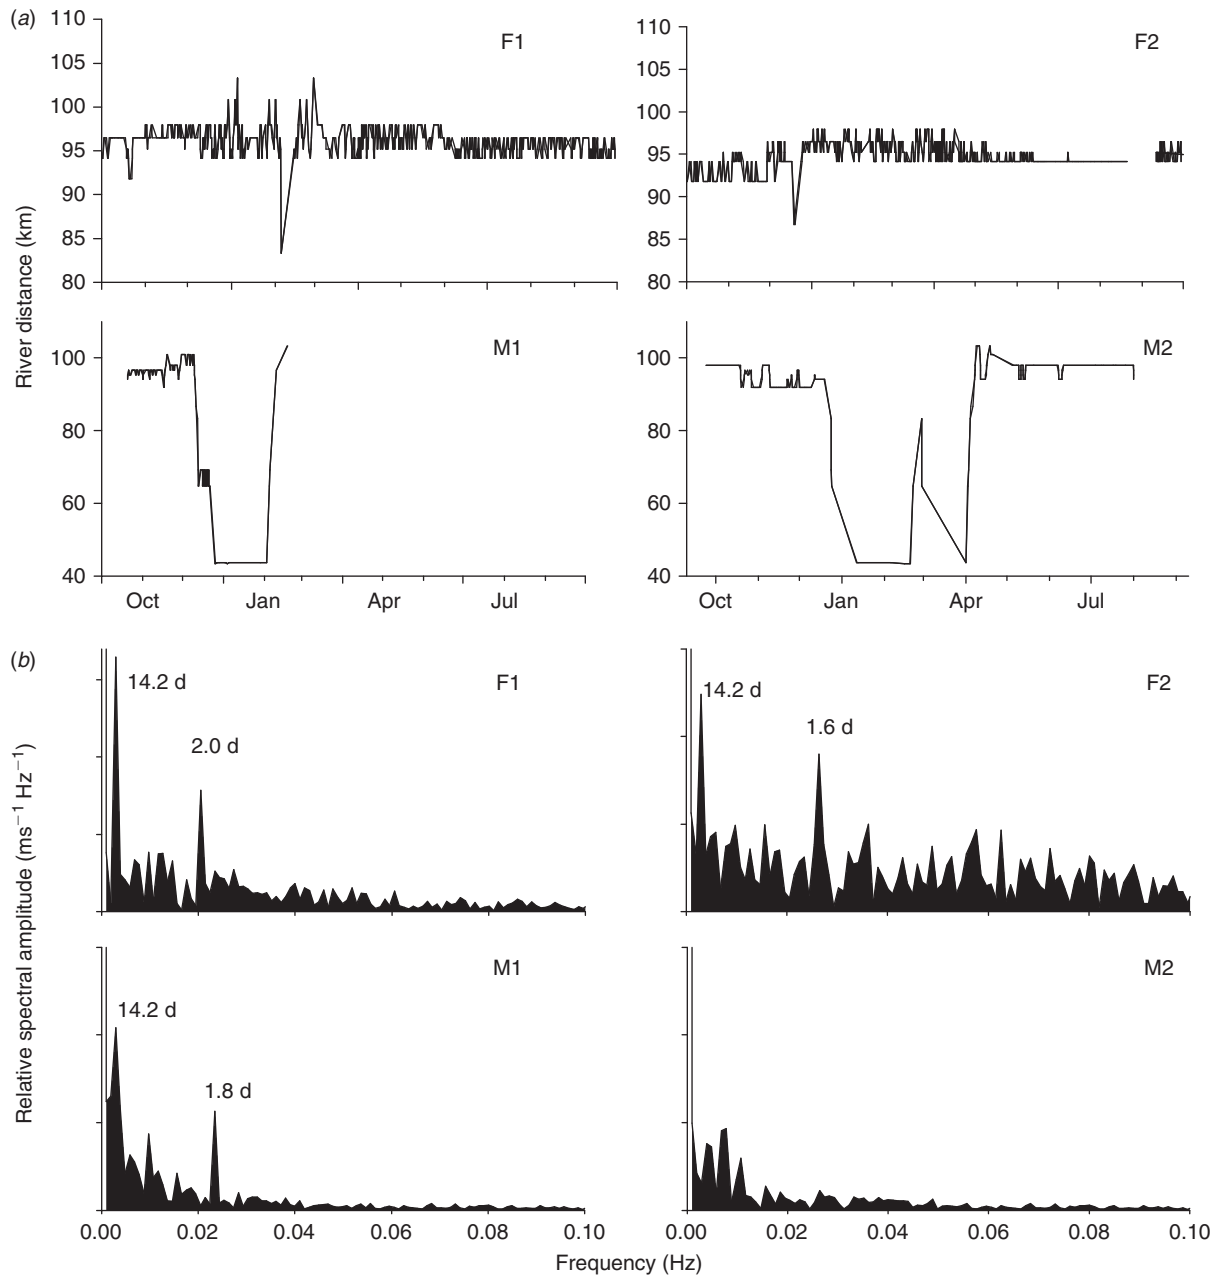 (a)
110
105
100
95
90
85
80
F1
110
105
100
95
90
85
80
F2
River distance (km)
100
80
60
40
M1
Oct Jan Apr Jul
100
80
60
40
M2
Oct Jan Apr Jul
(b)
14.2 d
2.0 d
F1
14.2 d
1.6 d
F2
Relative spectral amplitude (ms−1 Hz−1)
14.2 d
1.8 d
M1
0.00 0.02 0.04 0.06 0.08 0.10
M2
0.00 0.02 0.04 0.06 0.08 0.10
Frequency (Hz)